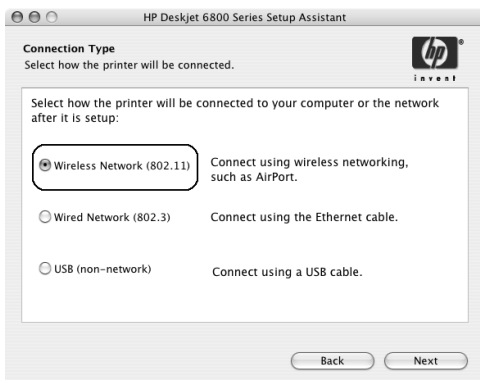 HP Deskjet 6800 Series Setup Assistant
Connection Type
Select how the printer will be connected.
hp
®
invent
Select how the printer will be connected to your computer or the network
after it is setup:
Wireless Network (802.11)
Connect using wireless networking,
such as AirPort.
Wired Network (802.3)
Connect using the Ethernet cable.
USB (non-network)
Connect using a USB cable.
Back
Next